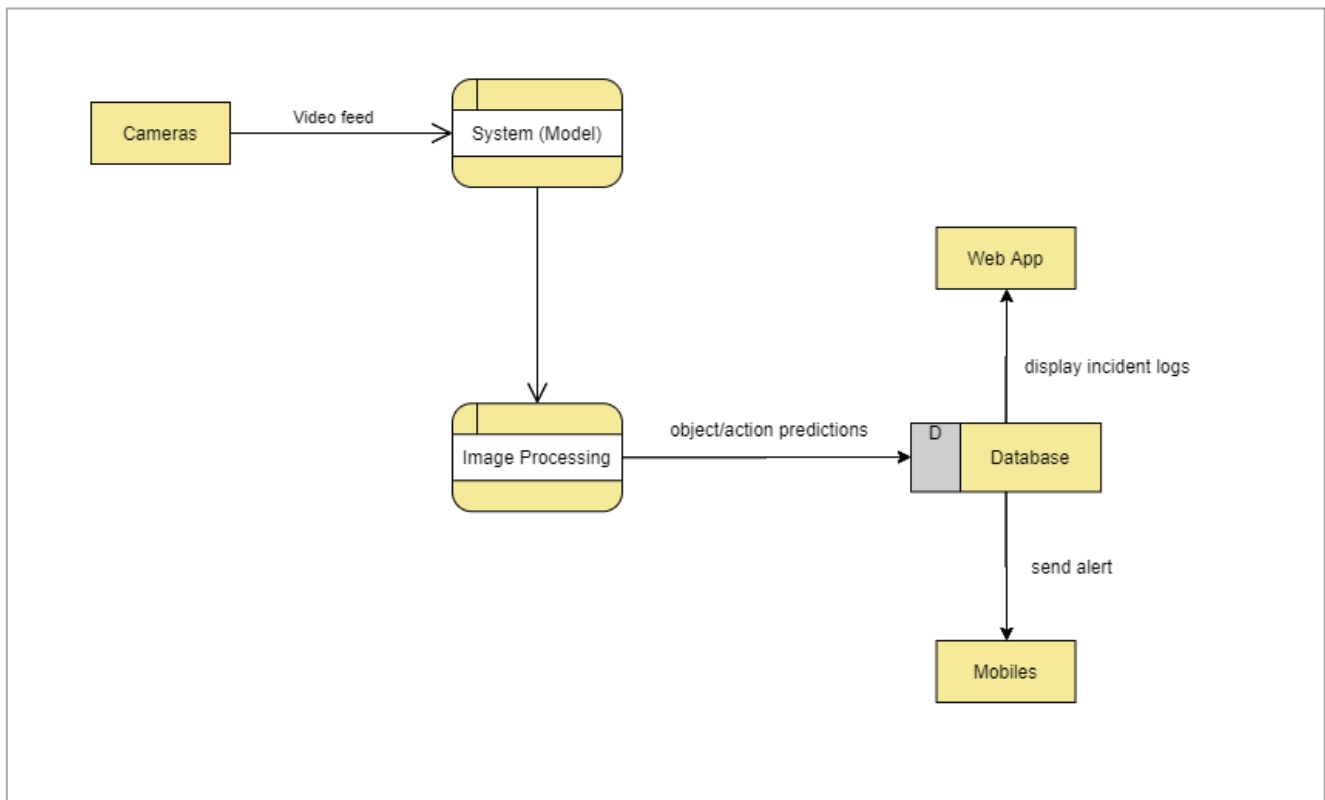 Cameras
Video feed
System (Model)
Image Processing
object/action predictions
D
Database
Web App
display incident logs
send alert
Mobiles